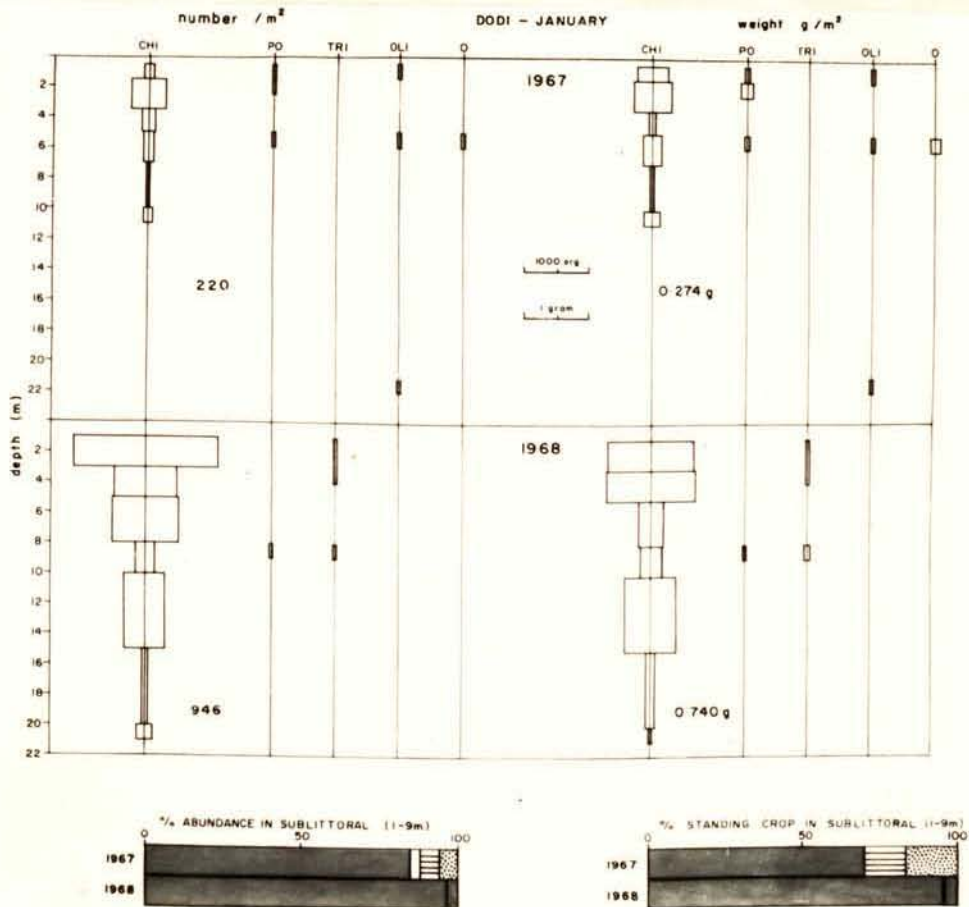 number /m² DODI - JANUARY weight g/m²
CHI PO TRI OLI O CHI PO TRI OLI O
1967
2
4
6
8
10
12
14
16
18
20
22
1000 org
220 0·274 g
1 gram
depth (m)
1968
2
4
6
8
10
12
14
16
18
20
22
946 0·740 g
% ABUNDANCE IN SUBLITTORAL (1-9m) % STANDING CROP IN SUBLITTORAL (1-9m)
0 50 100 0 50 100
1967 1967
1968 1968